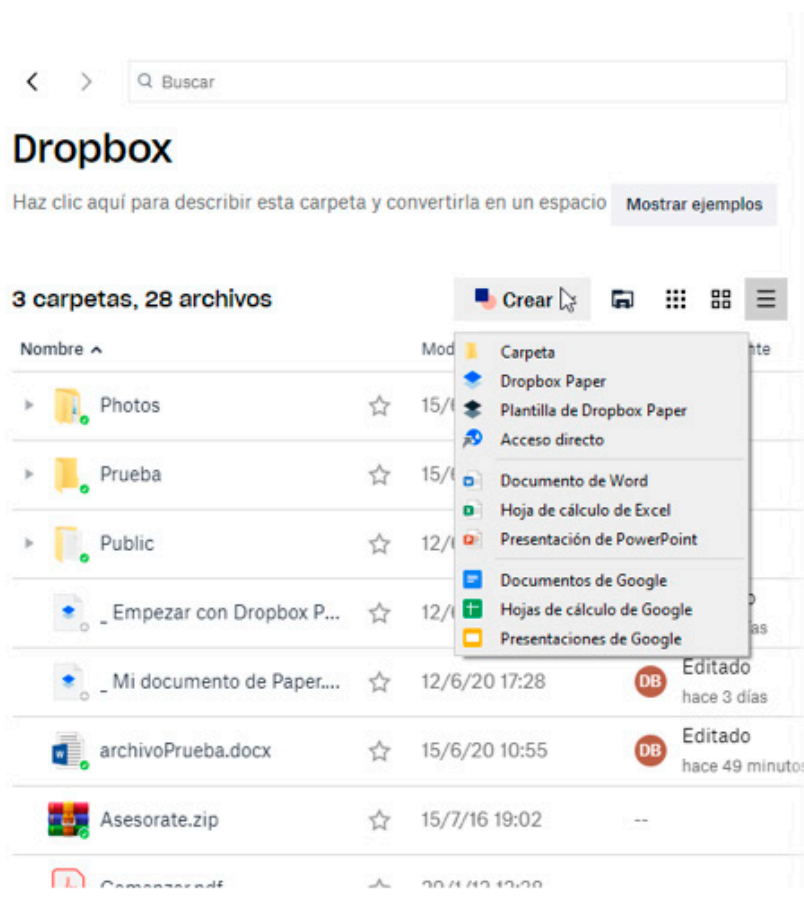 Buscar
Dropbox
Haz clic aquí para describir esta carpeta y convertirla en un espacio
Mostrar ejemplos
3 carpetas, 28 archivos
Crear
Nombre
Mod
nte
Carpeta
Dropbox Paper
Plantilla de Dropbox Paper
Acceso directo
Documento de Word
Hoja de cálculo de Excel
Presentación de PowerPoint
Documentos de Google
Hojas de cálculo de Google
Presentaciones de Google
Photos
15/6
Prueba
15/6
Public
12/6
_ Empezar con Dropbox P...
12/6
as
_ Mi documento de Paper....
12/6/20 17:28
DB
Editado
hace 3 días
archivoPrueba.docx
15/6/20 10:55
DB
Editado
hace 49 minutos
Asesorate.zip
15/7/16 19:02
--